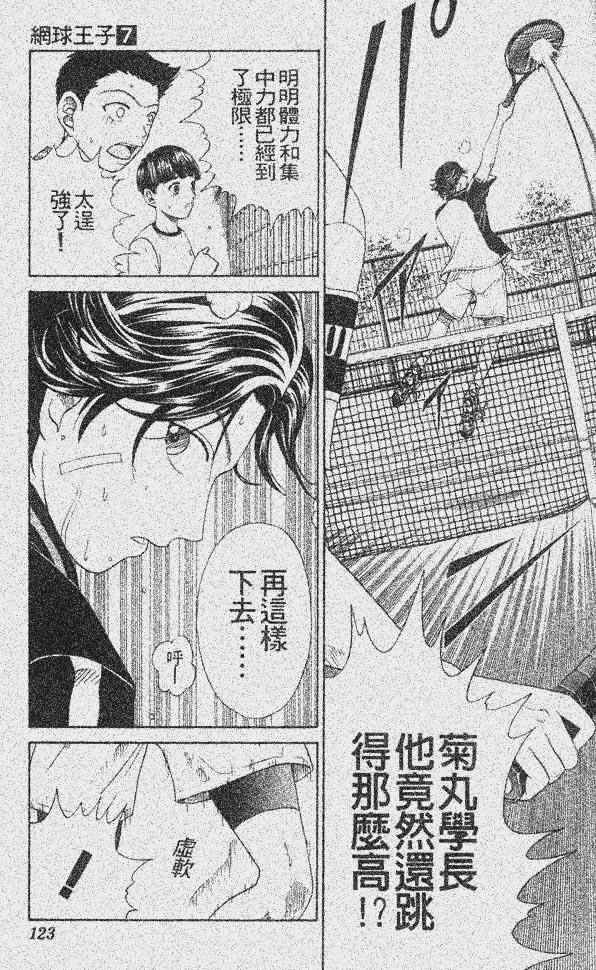 網球王子7
菊丸學長
他竟然還跳
得那麼高!?
明明體力和集
中力都已經到
了極限……
太逞
強了!
再這樣
下去……
呼~
虛軟
!
123